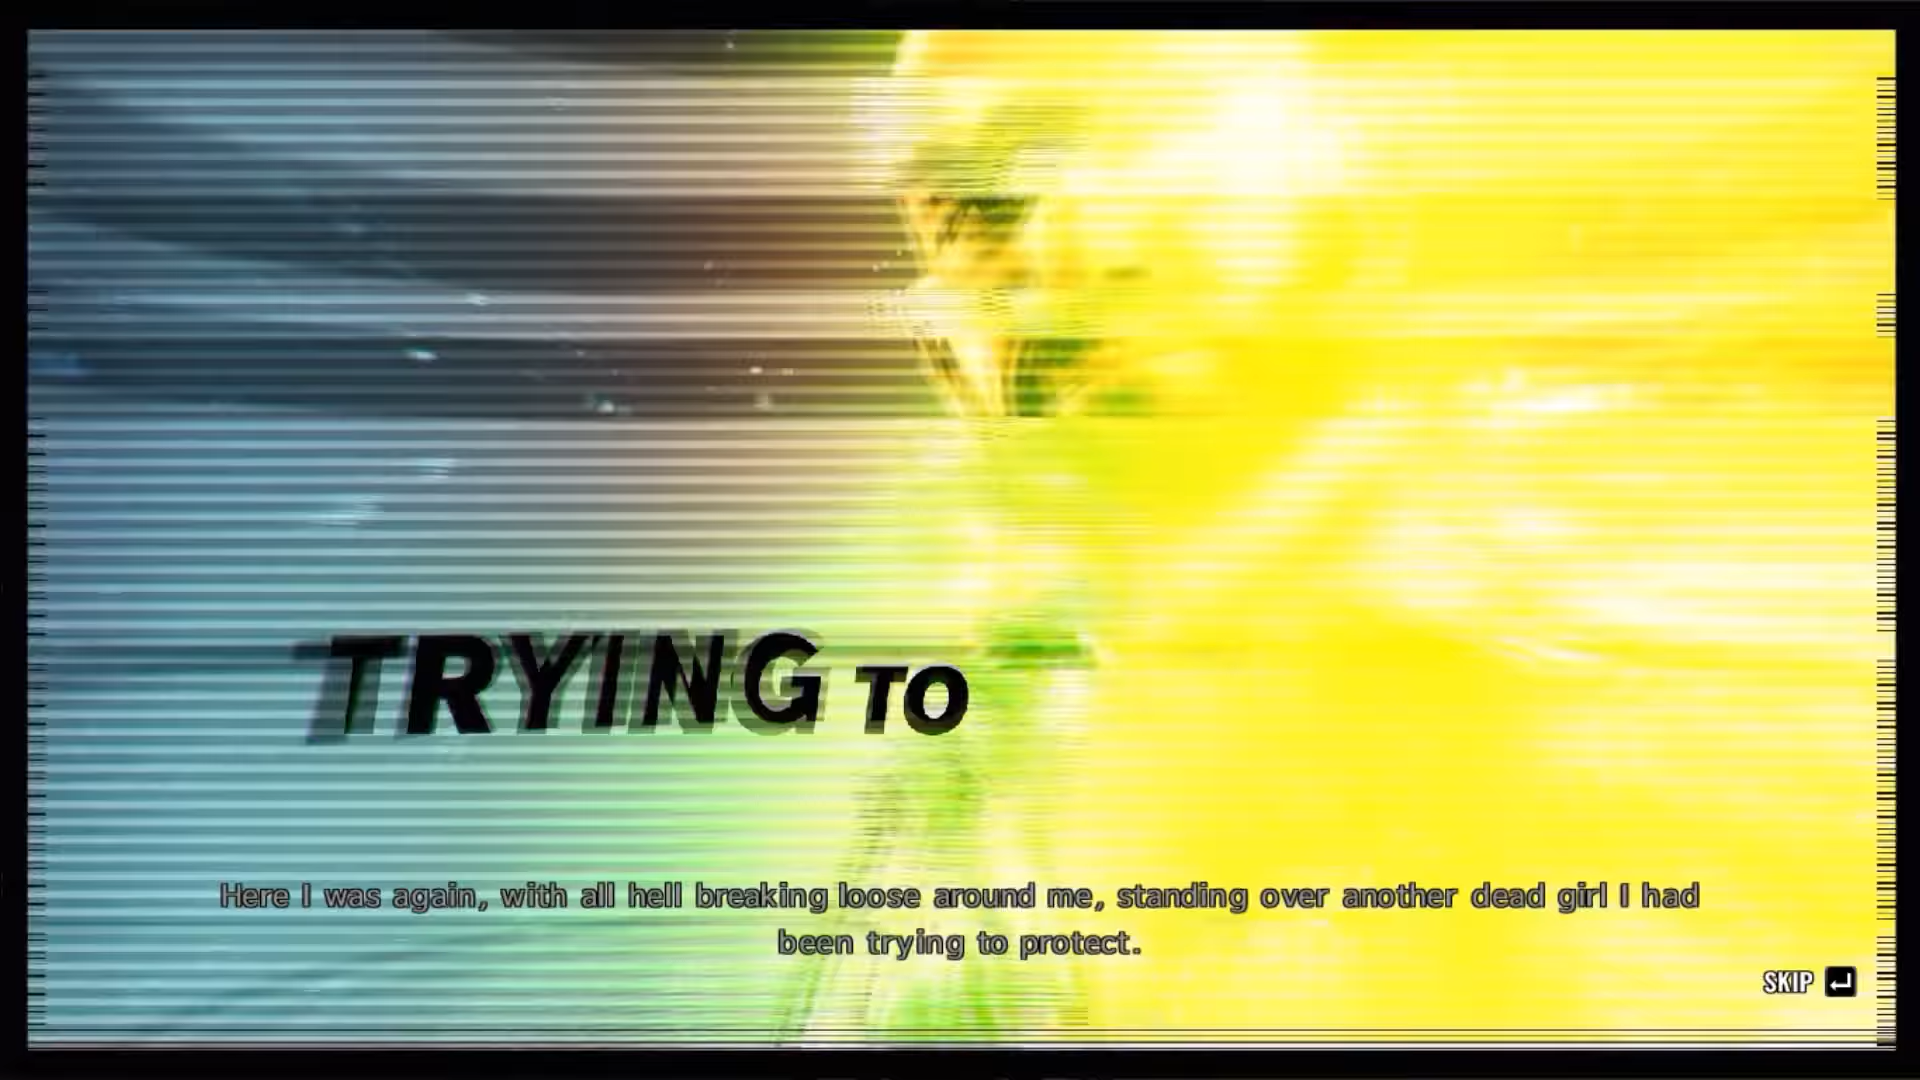 TRYING TO
Here I was again, with all hell breaking loose around me, standing over another dead girl I had
been trying to protect.
SKIP